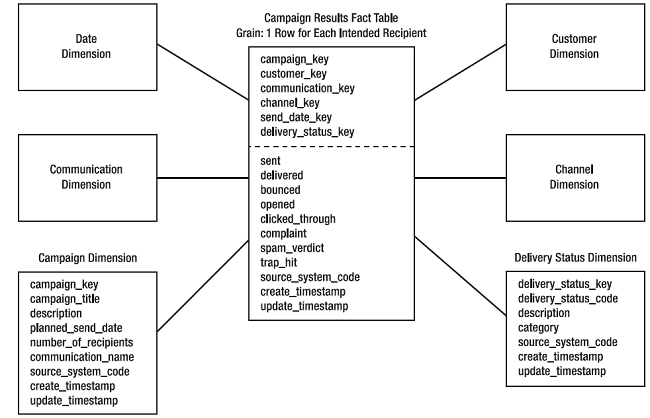 Campaign Results Fact Table
Grain: 1 Row for Each Intended Recipient
Date
Dimension
Customer
Dimension
campaign_key
customer_key
communication_key
channel_key
send_date_key
delivery_status_key
Communication
Dimension
Channel
Dimension
sent
delivered
bounced
opened
clicked_through
complaint
spam_verdict
trap_hit
source_system_code
create_timestamp
update_timestamp
Campaign Dimension
campaign_key
campaign_title
description
planned_send_date
number_of_recipients
communication_name
source_system_code
create_timestamp
update_timestamp
Delivery Status Dimension
delivery_status_key
delivery_status_code
description
category
source_system_code
create_timestamp
update_timestamp